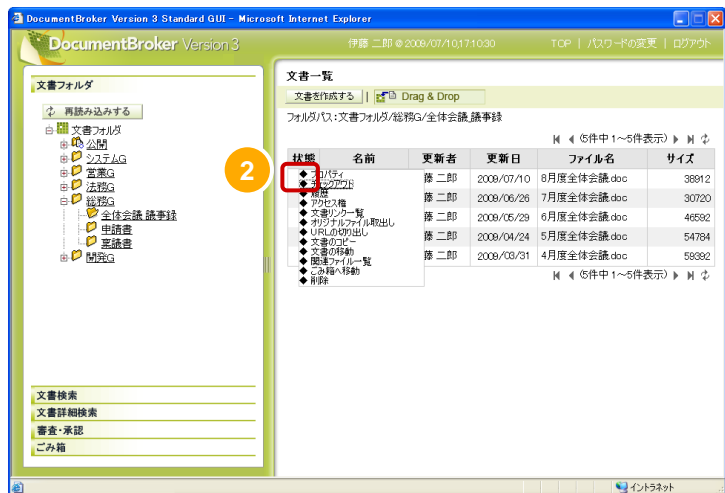 DocumentBroker Version 3 Standard GUI - Microsoft Internet Explorer
DocumentBroker Version 3
伊藤 二郎 @ 2009/07/10,17:10:30
TOP | パスワードの変更 | ログアウト
文書フォルダ
再読み込みする
文書フォルダ
公開
システムG
営業G
法務G
総務G
全体会議 議事録
申請書
稟議書
開発G
文書検索
文書詳細検索
審査・承認
ごみ箱
文書一覧
文書を作成する | Drag & Drop
フォルダパス:文書フォルダ/総務G/全体会議_議事録
(5件中 1~5件表示)
状態 名前 更新者 更新日 ファイル名 サイズ
藤 二郎 2009/07/10 8月度全体会議.doc 38912
藤 二郎 2009/06/26 7月度全体会議.doc 30720
藤 二郎 2009/05/29 6月度全体会議.doc 46592
藤 二郎 2009/04/24 5月度全体会議.doc 54784
藤 二郎 2009/03/31 4月度全体会議.doc 59392
(5件中 1~5件表示)
2
◆ プロパティ
◆ チェックアウト
◆ 履歴
◆ アクセス権
◆ 文書リンク一覧
◆ オリジナルファイル取出し
◆ URLの切り出し
◆ 文書のコピー
◆ 文書の移動
◆ 関連ファイル一覧
◆ ごみ箱へ移動
◆ 削除
イントラネット